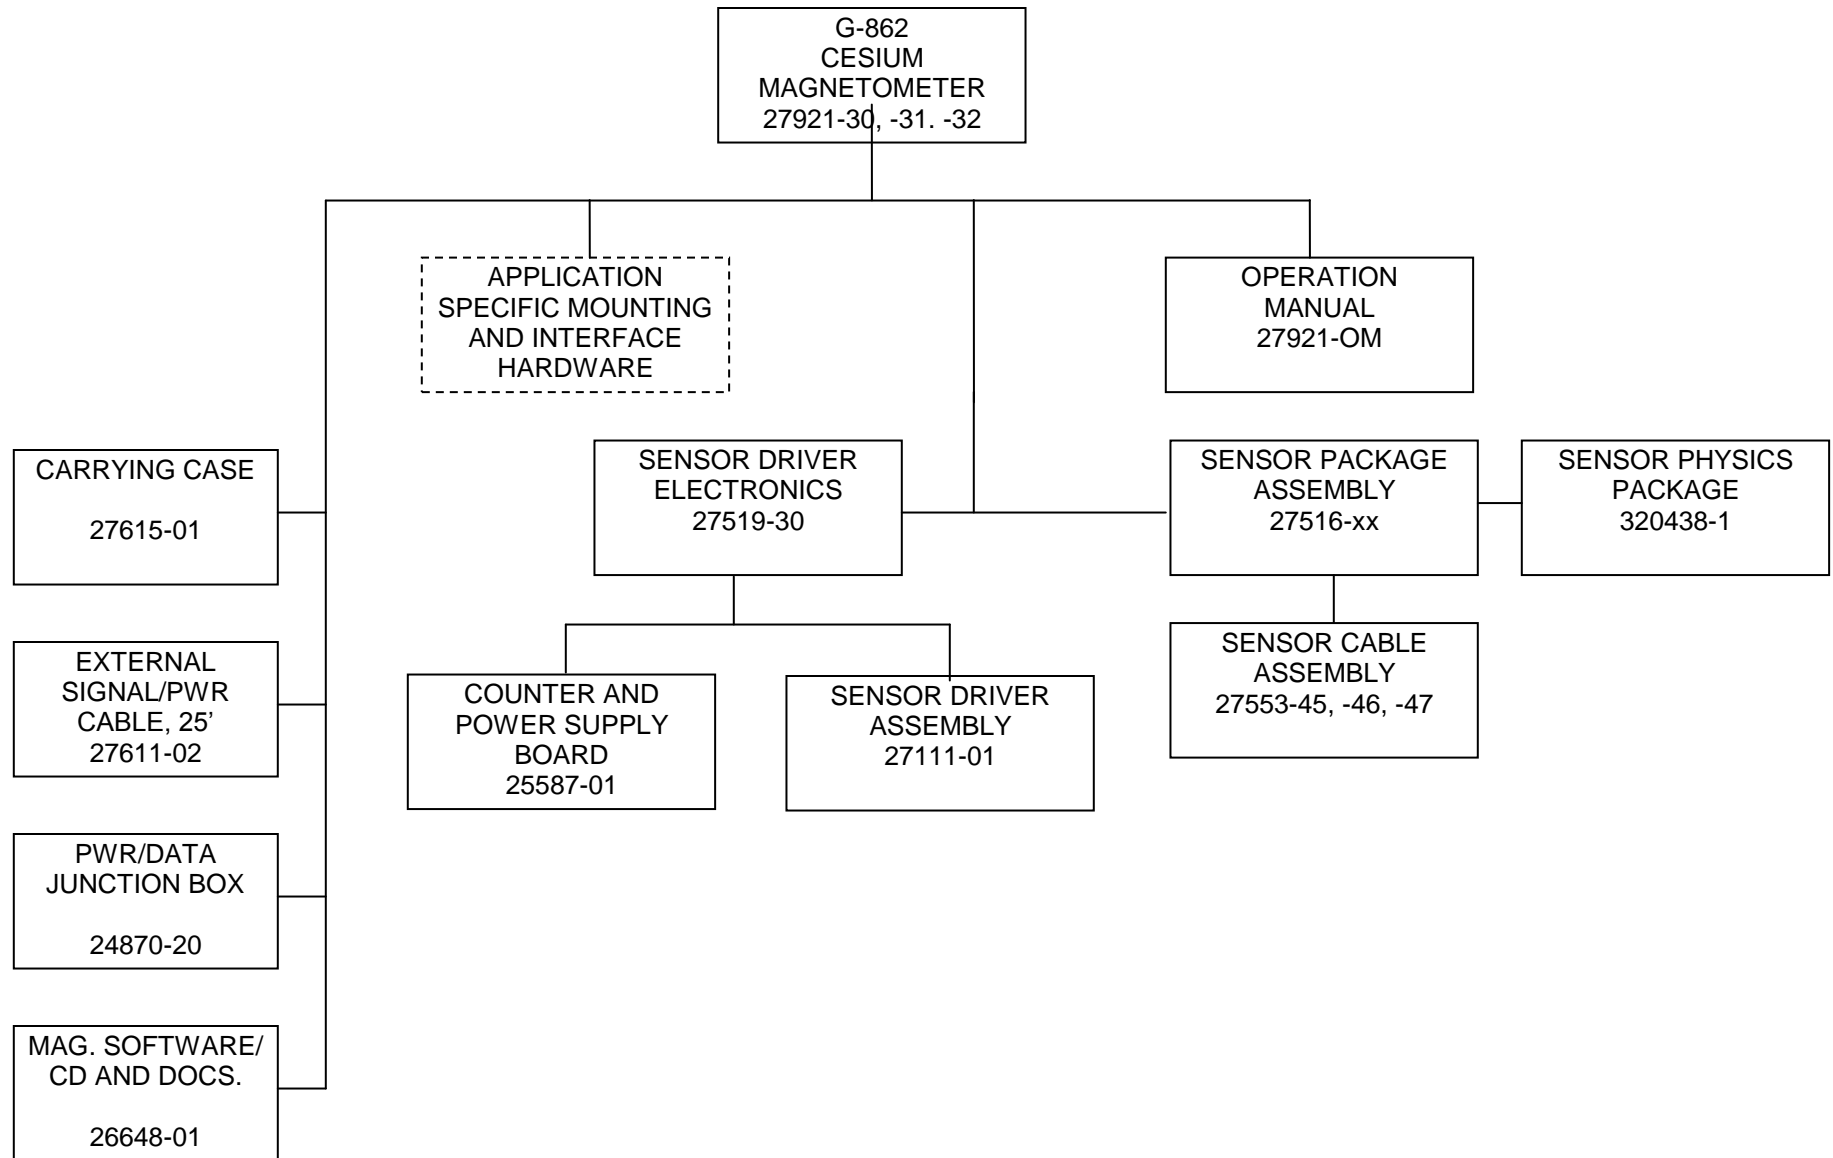 G-862
CESIUM
MAGNETOMETER
27921-30, -31. -32
APPLICATION
SPECIFIC MOUNTING
AND INTERFACE
HARDWARE
OPERATION
MANUAL
27921-OM
CARRYING CASE
27615-01
SENSOR DRIVER
ELECTRONICS
27519-30
SENSOR PACKAGE
ASSEMBLY
27516-xx
SENSOR PHYSICS
PACKAGE
320438-1
EXTERNAL
SIGNAL/PWR
CABLE, 25’
27611-02
COUNTER AND
POWER SUPPLY
BOARD
25587-01
SENSOR DRIVER
ASSEMBLY
27111-01
SENSOR CABLE
ASSEMBLY
27553-45, -46, -47
PWR/DATA
JUNCTION BOX
24870-20
MAG. SOFTWARE/
CD AND DOCS.
26648-01